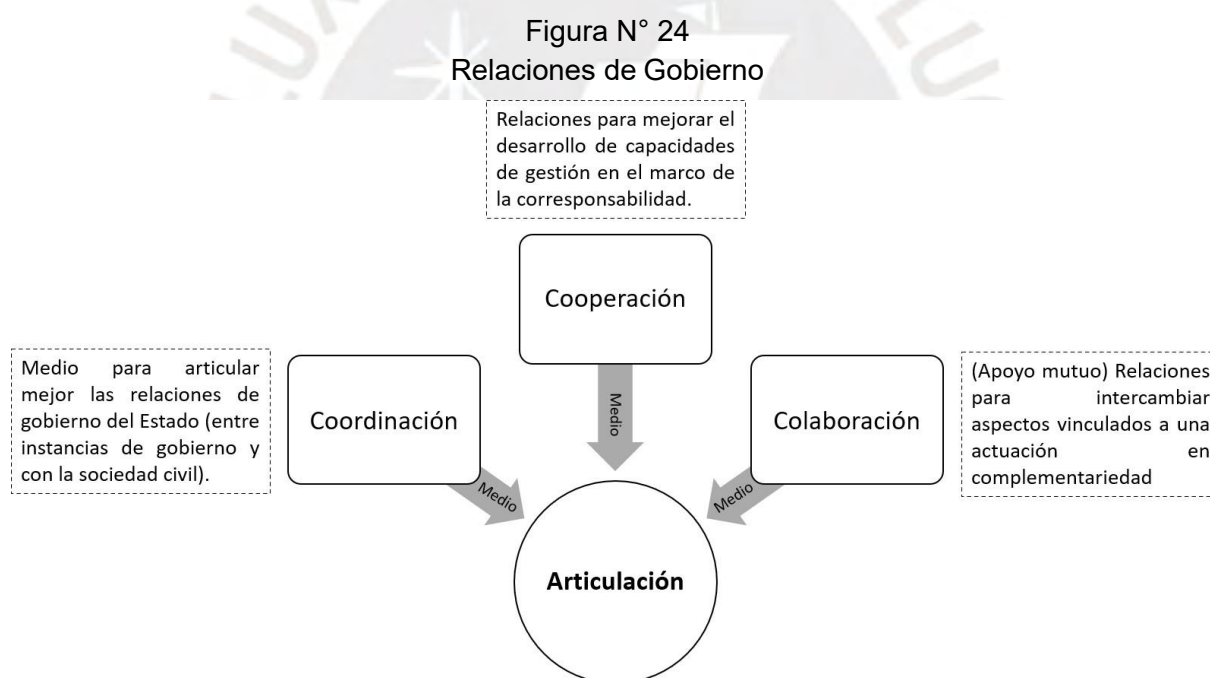 Figura N° 24
Relaciones de Gobierno
Relaciones para mejorar el
desarrollo de capacidades
de gestión en el marco de
la corresponsabilidad.
Cooperación
Medio para articular
mejor las relaciones de
gobierno del Estado (entre
instancias de gobierno y
con la sociedad civil).
Coordinación
Medio
Colaboración
(Apoyo mutuo) Relaciones
para intercambiar
aspectos vinculados a una
actuación en
complementariedad
Medio
Medio
Articulación